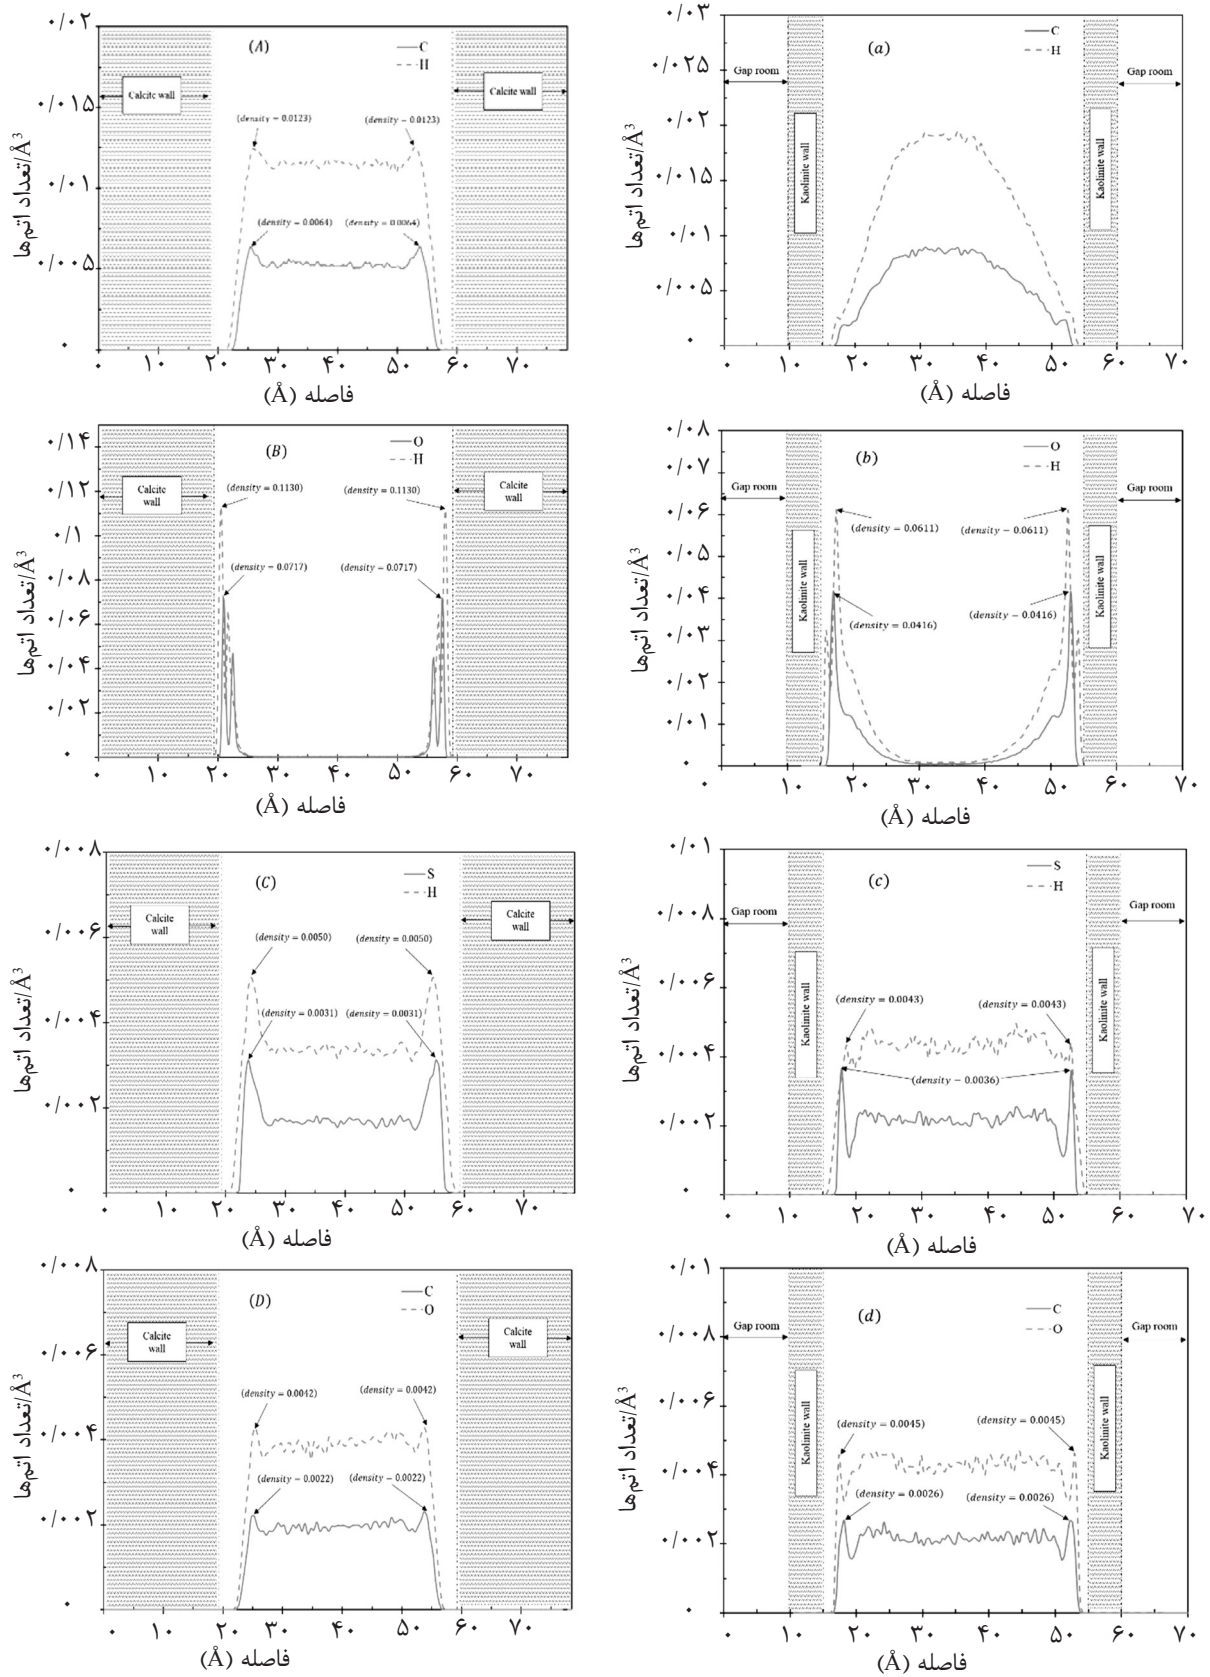 ۰/۰۲
۰/۰۱۵
۰/۰۱
۰/۰۰۵
۰
(A)
C
H
Calcite wall
Calcite wall
(density − 0.0123)
(density − 0.0123)
(density = 0.0064)
(density = 0.0064)
تعداد اتم‌ها/Å³
۰ ۱۰ ۲۰ ۳۰ ۴۰ ۵۰ ۶۰ ۷۰
فاصله (Å)
۰/۰۳
۰/۰۲۵
۰/۰۲
۰/۰۱۵
۰/۰۱
۰/۰۰۵
۰
(a)
C
H
Gap room
Gap room
Kaolinite wall
Kaolinite wall
تعداد اتم‌ها/Å³
۰ ۱۰ ۲۰ ۳۰ ۴۰ ۵۰ ۶۰ ۷۰
فاصله (Å)
۰/۱۴
۰/۱۲
۰/۱
۰/۰۸
۰/۰۶
۰/۰۴
۰/۰۲
۰
(B)
O
H
Calcite
wall
Calcite
wall
(density = 0.1130)
(density = 0.1130)
(density − 0.0717)
(density = 0.0717)
تعداد اتم‌ها/Å³
۰ ۱۰ ۲۰ ۳۰ ۴۰ ۵۰ ۶۰ ۷۰
فاصله (Å)
۰/۰۸
۰/۰۷
۰/۰۶
۰/۰۵
۰/۰۴
۰/۰۳
۰/۰۲
۰/۰۱
۰
(b)
O
H
Gap room
Gap room
Kaolinite wall
Kaolinite wall
(density = 0.0611)
(density − 0.0611)
(density = 0.0416)
(density − 0.0416)
تعداد اتم‌ها/Å³
۰ ۱۰ ۲۰ ۳۰ ۴۰ ۵۰ ۶۰ ۷۰
فاصله (Å)
۰/۰۰۸
۰/۰۰۶
۰/۰۰۴
۰/۰۰۲
۰
(C)
S
H
Calcite
wall
Calcite
wall
(density = 0.0050)
(density = 0.0050)
(density = 0.0031)
(density = 0.0031)
تعداد اتم‌ها/Å³
۰ ۱۰ ۲۰ ۳۰ ۴۰ ۵۰ ۶۰ ۷۰
فاصله (Å)
۰/۰۱
۰/۰۰۸
۰/۰۰۶
۰/۰۰۴
۰/۰۰۲
۰
(c)
S
H
Gap room
Gap room
Kaolinite wall
Kaolinite wall
(density = 0.0043)
(density = 0.0043)
(density − 0.0036)
تعداد اتم‌ها/Å³
۰ ۱۰ ۲۰ ۳۰ ۴۰ ۵۰ ۶۰ ۷۰
فاصله (Å)
۰/۰۰۸
۰/۰۰۶
۰/۰۰۴
۰/۰۰۲
۰
(D)
C
O
Calcite
wall
Calcite
wall
(density = 0.0042)
(density = 0.0042)
(density − 0.0022)
(density − 0.0022)
تعداد اتم‌ها/Å³
۰ ۱۰ ۲۰ ۳۰ ۴۰ ۵۰ ۶۰ ۷۰
فاصله (Å)
۰/۰۱
۰/۰۰۸
۰/۰۰۶
۰/۰۰۴
۰/۰۰۲
۰
(d)
C
O
Gap room
Gap room
Kaolinite wall
Kaolinite wall
(density = 0.0045)
(density = 0.0045)
(density = 0.0026)
(density = 0.0026)
تعداد اتم‌ها/Å³
۰ ۱۰ ۲۰ ۳۰ ۴۰ ۵۰ ۶۰ ۷۰
فاصله (Å)